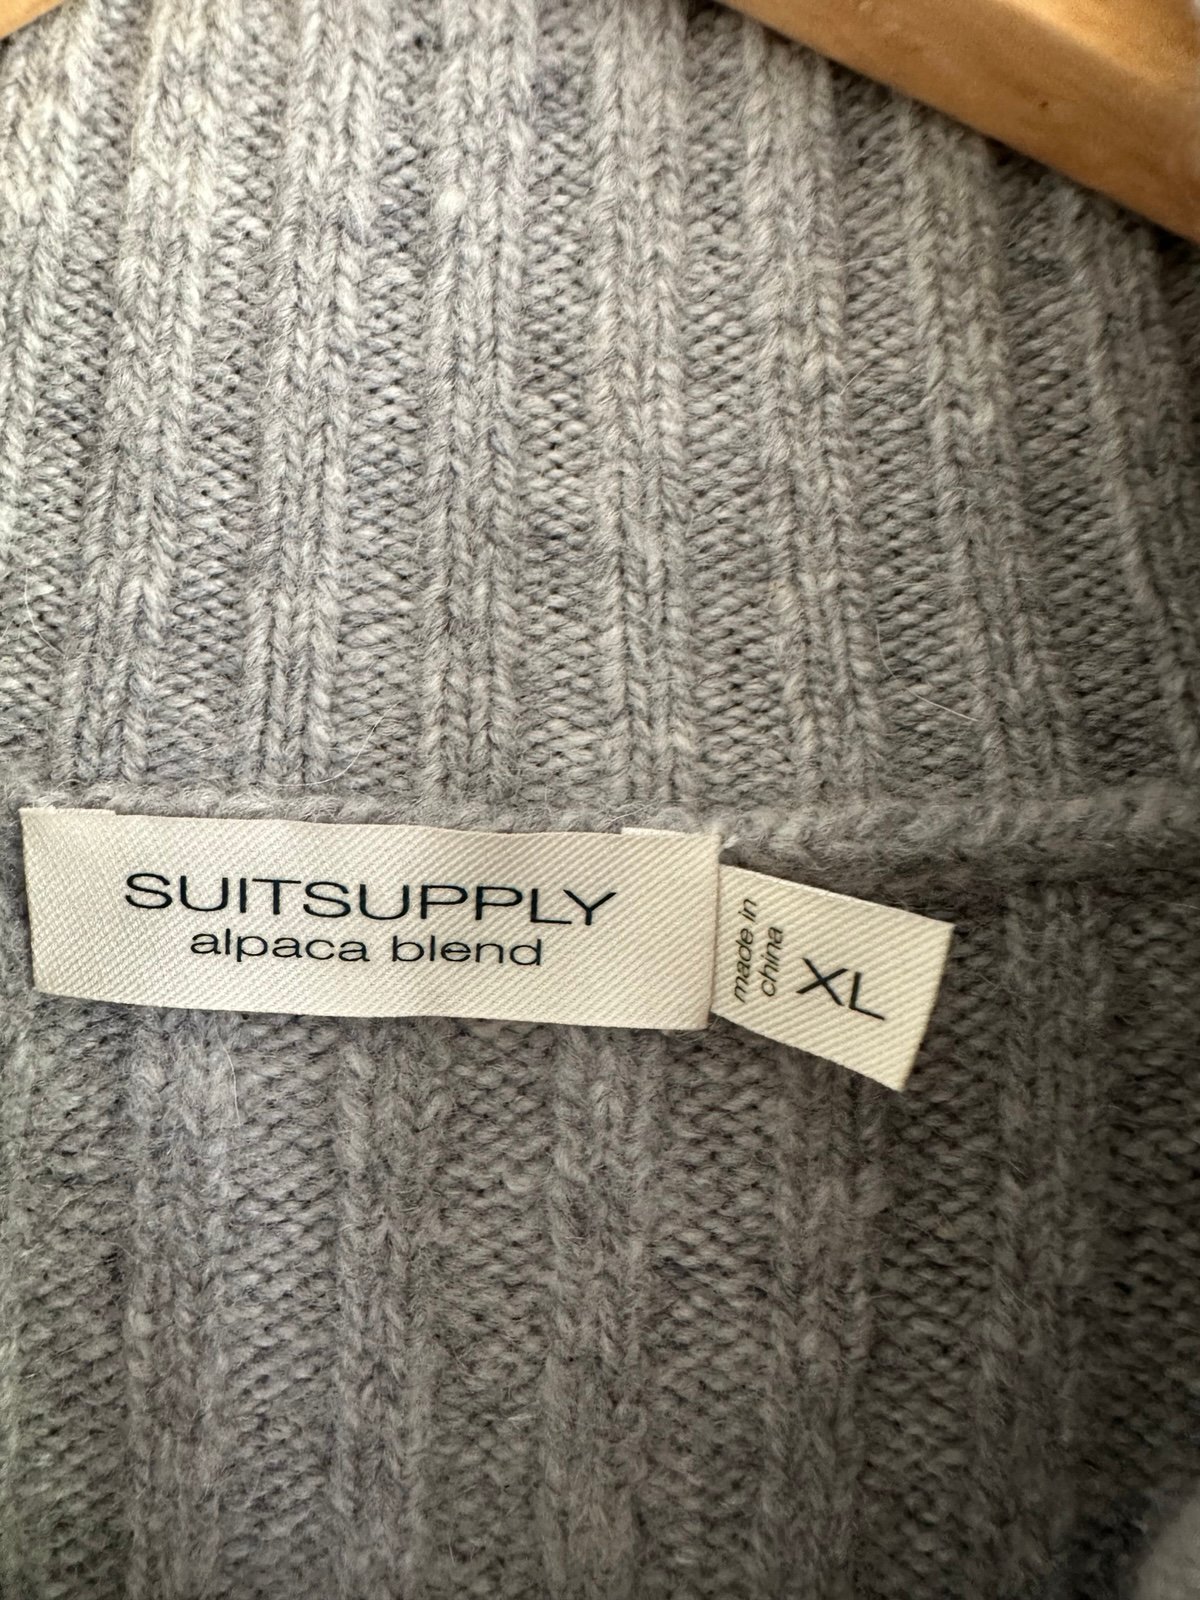 SUITSUPPLY
alpaca blend
made in
china
XL